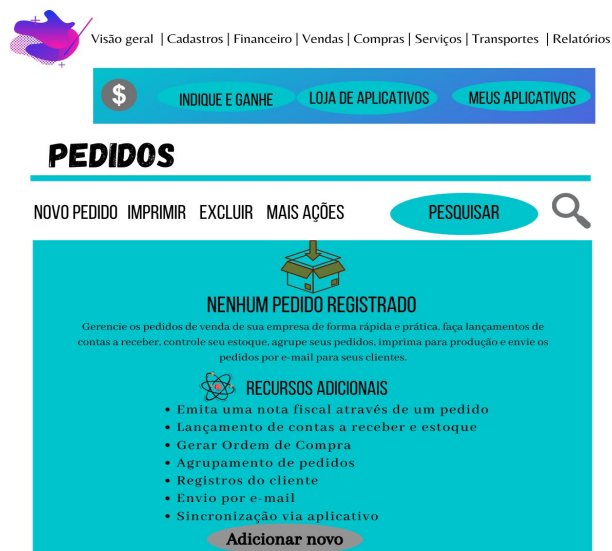 Visão geral | Cadastros | Financeiro | Vendas | Compras | Serviços | Transportes | Relatórios
$ INDIQUE E GANHE LOJA DE APLICATIVOS MEUS APLICATIVOS
PEDIDOS
NOVO PEDIDO IMPRIMIR EXCLUIR MAIS AÇÕES PESQUISAR
NENHUM PEDIDO REGISTRADO
Gerencie os pedidos de venda de sua empresa de forma rápida e prática, faça lançamentos de
contas a receber, controle seu estoque, agrupe seus pedidos, imprima para produção e envie os
pedidos por e-mail para seus clientes.
RECURSOS ADICIONAIS
• Emita uma nota fiscal através de um pedido
• Lançamento de contas a receber e estoque
• Gerar Ordem de Compra
• Agrupamento de pedidos
• Registros do cliente
• Envio por e-mail
• Sincronização via aplicativo
Adicionar novo